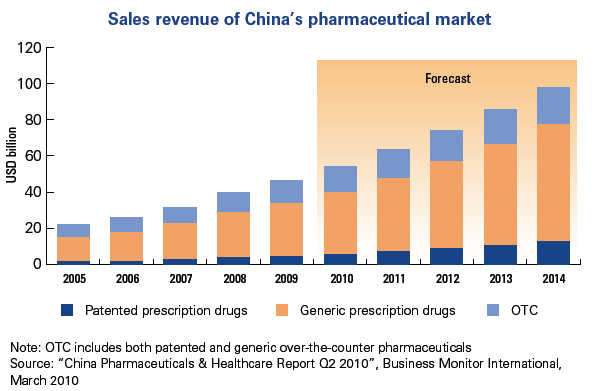 Sales revenue of China's pharmaceutical market
120
100
80
60
40
20
0
USD billion
Forecast
2005 2006 2007 2008 2009 2010 2011 2012 2013 2014
Patented prescription drugs Generic prescription drugs OTC
Note: OTC includes both patented and generic over-the-counter pharmaceuticals
Source: “China Pharmaceuticals & Healthcare Report Q2 2010”, Business Monitor International,
March 2010